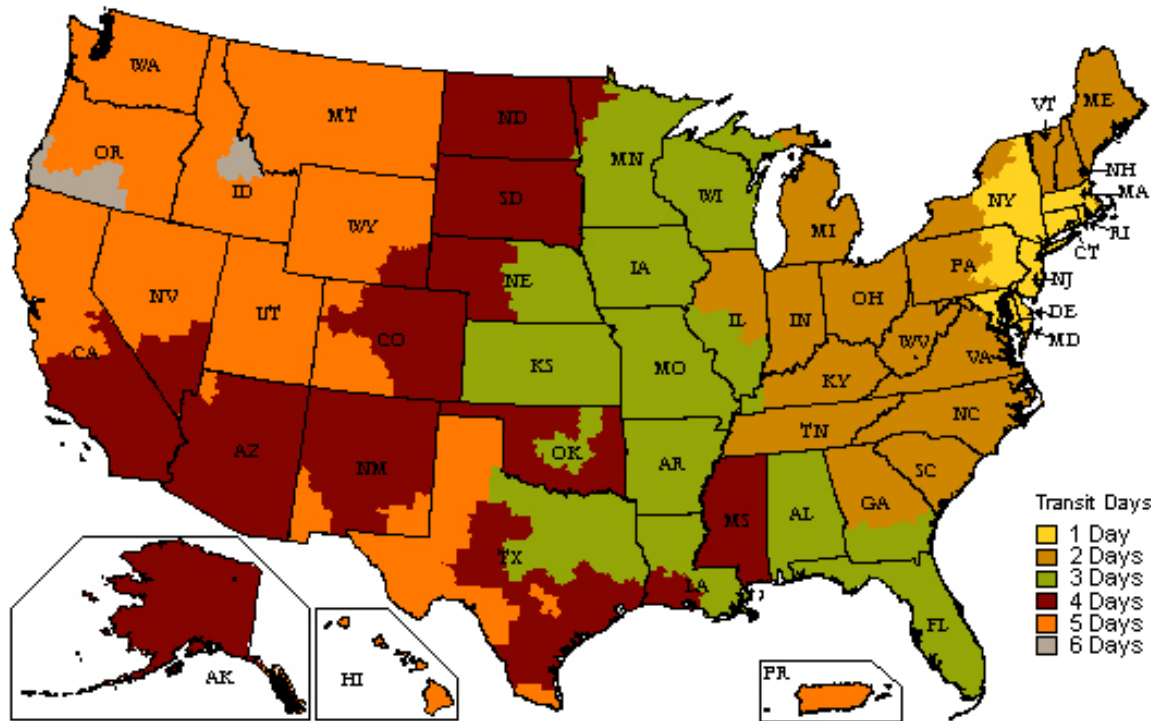 WA
MT
ND
MN
VT
ME
OR
ID
SD
WI
NY
NH
MA
WY
MI
RI
CT
NE
IA
PA
NJ
NV
UT
CO
IL
IN
OH
DE
MD
CA
KS
MO
WV
VA
KY
AZ
NM
OK
AR
TN
NC
SC
MS
AL
GA
TX
LA
FL
AK
HI
PR
Transit Days
1 Day
2 Days
3 Days
4 Days
5 Days
6 Days